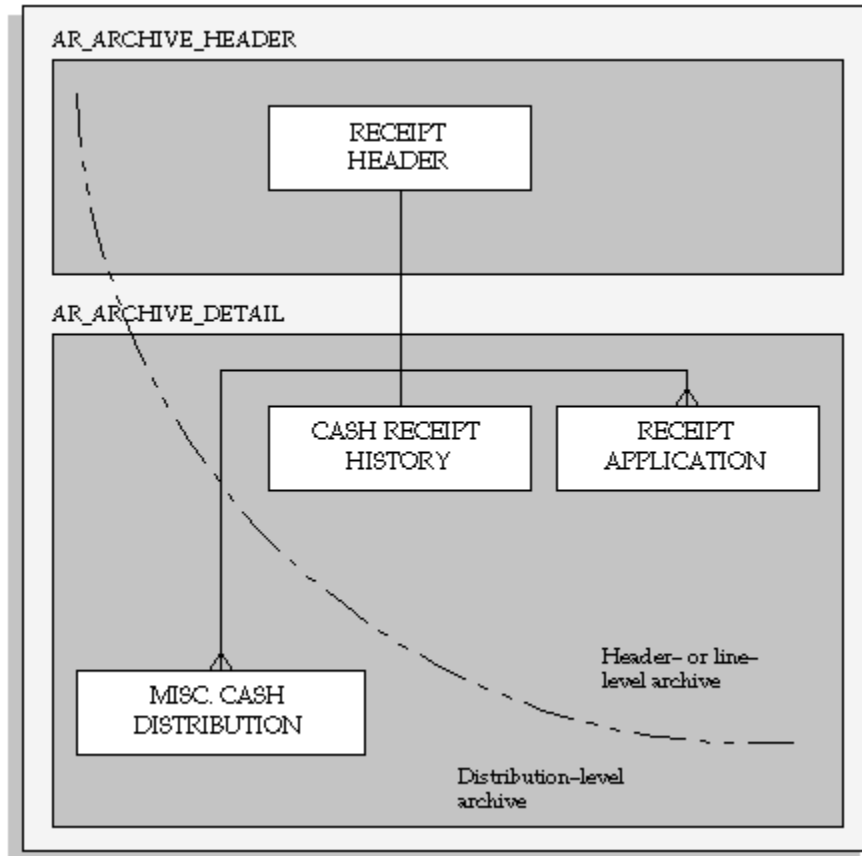 AR_ARCHIVE_HEADER
RECEIPT
HEADER
AR_ARCHIVE_DETAIL
CASH RECEIPT
HISTORY
RECEIPT
APPLICATION
MISC. CASH
DISTRIBUTION
Header– or line–
level archive
Distribution–level
archive